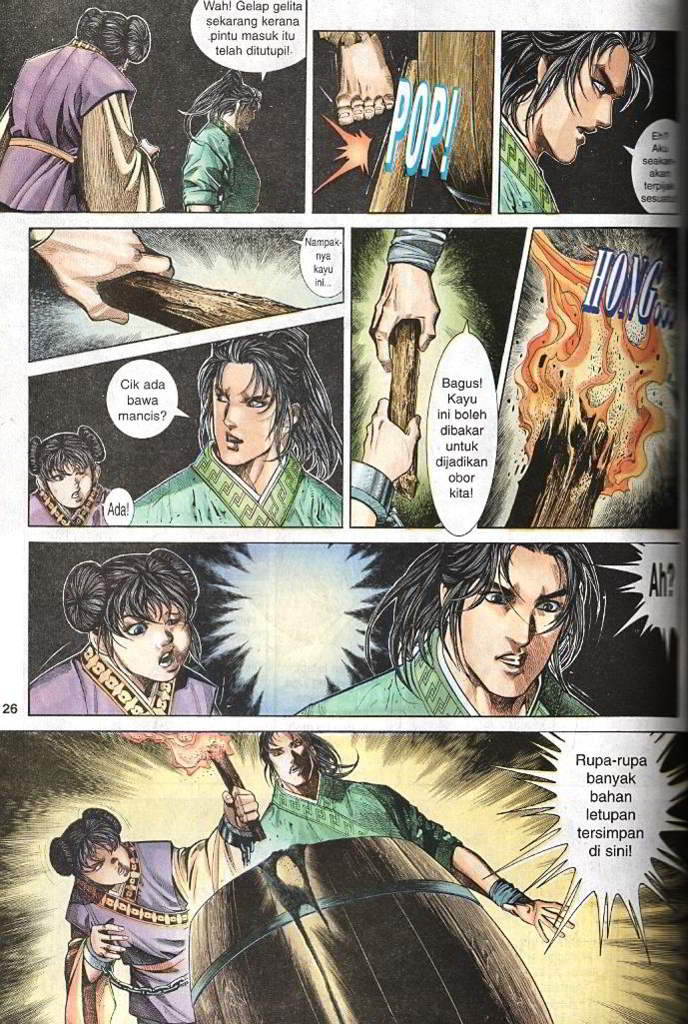 Wah! Gelap gelita
sekarang kerana
pintu masuk itu
telah ditutup!
POP!
Eh?
Aku
seakan-
akan
terpijak
sesuatu!
Nampak-
nya
kayu
ini...
Cik ada
bawa
mancis?
Ada!
Bagus!
Kayu
ini boleh
dibakar
untuk
dijadikan
obor
kita!
HONG...
Ah?
26
Rupa-rupa
banyak
bahan
letupan
tersimpan
di sini!